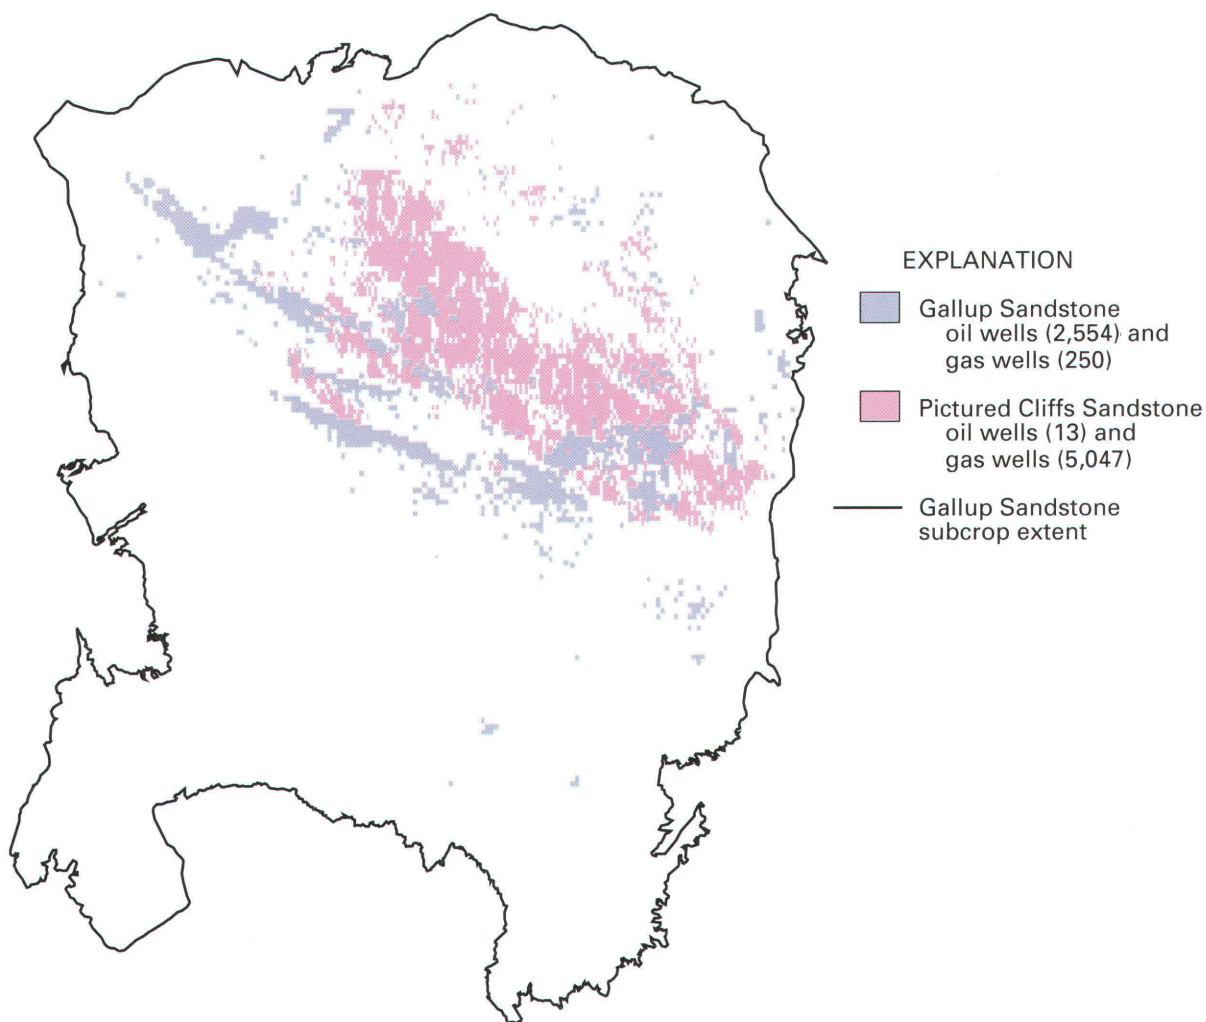 EXPLANATION
Gallup Sandstone
oil wells (2,554) and
gas wells (250)
Pictured Cliffs Sandstone
oil wells (13) and
gas wells (5,047)
Gallup Sandstone
subcrop extent